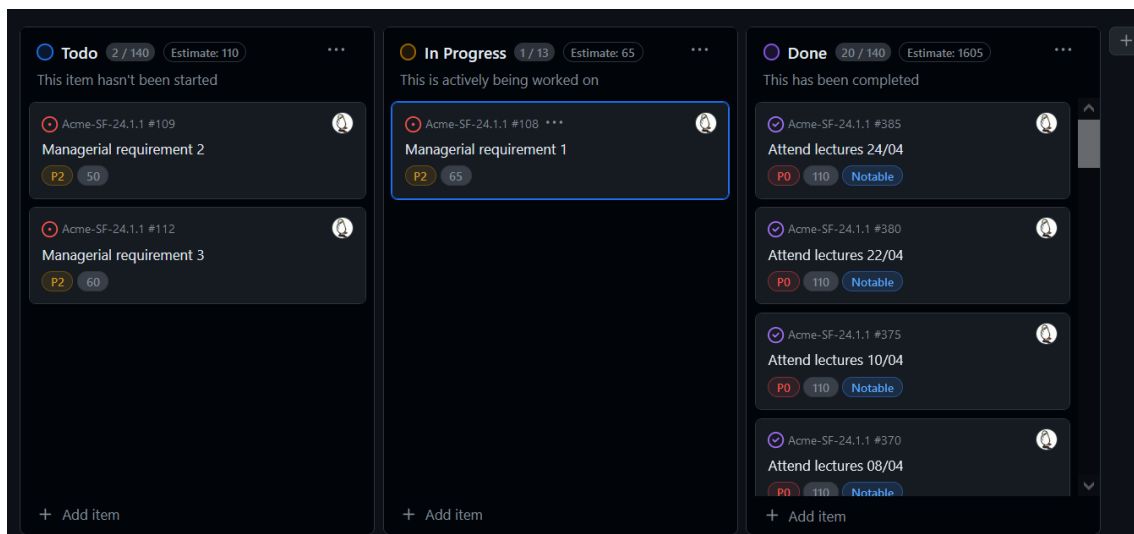 Todo 2 / 140 Estimate: 110 ···
This item hasn't been started
Acme-SF-24.1.1 #109
Managerial requirement 2
P2 50
Acme-SF-24.1.1 #112
Managerial requirement 3
P2 60
+ Add item
In Progress 1 / 13 Estimate: 65 ···
This is actively being worked on
Acme-SF-24.1.1 #108 ···
Managerial requirement 1
P2 65
+ Add item
Done 20 / 140 Estimate: 1605 ···
This has been completed
Acme-SF-24.1.1 #385
Attend lectures 24/04
P0 110 Notable
Acme-SF-24.1.1 #380
Attend lectures 22/04
P0 110 Notable
Acme-SF-24.1.1 #375
Attend lectures 10/04
P0 110 Notable
Acme-SF-24.1.1 #370
Attend lectures 08/04
P0 110 Notable
+ Add item
+